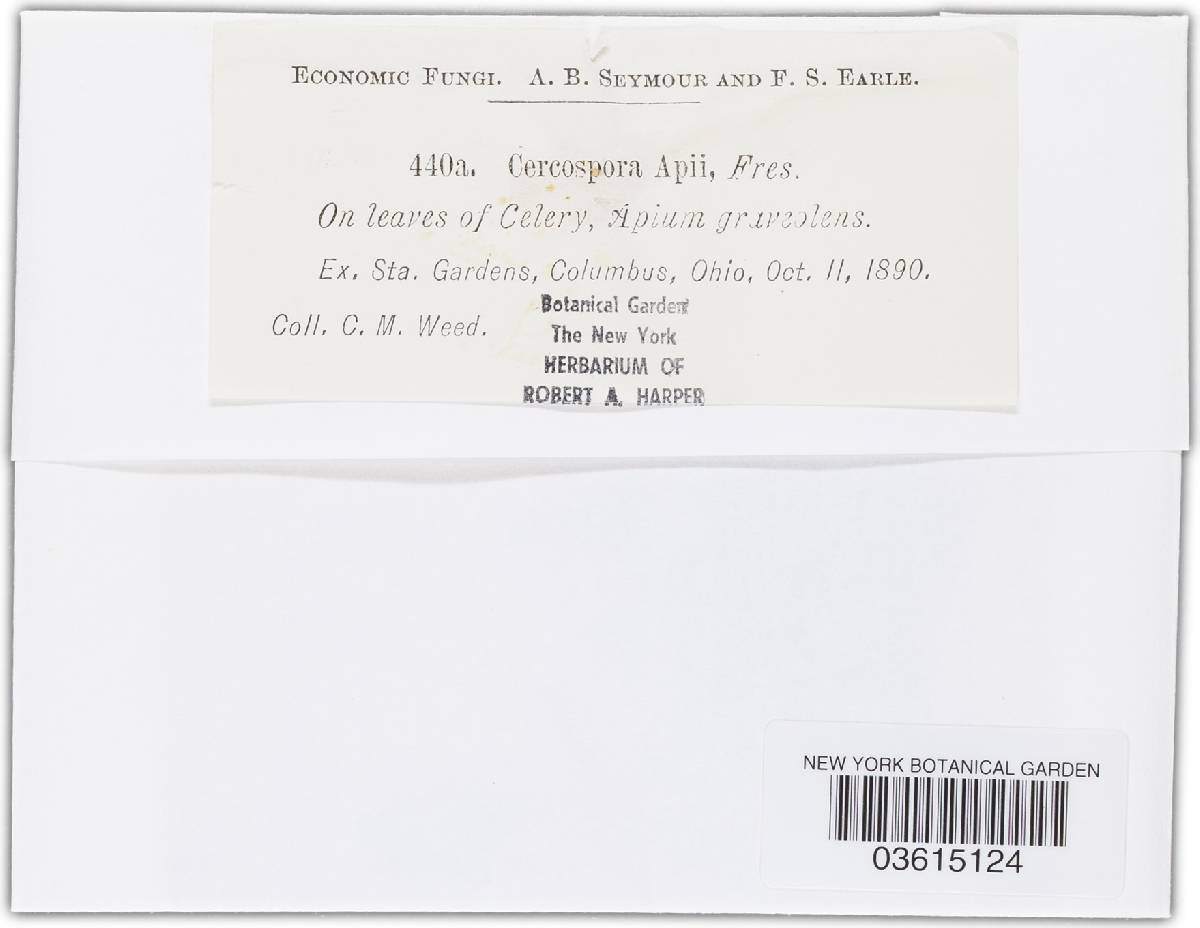 Economic Fungi. A. B. Seymour and F. S. Earle.
440a. Cercospora Apii, Fres.
On leaves of Celery, Apium graveolens.
Ex. Sta. Gardens, Columbus, Ohio, Oct. 11, 1890.
Coll. C. M. Weed.
Botanical Garden
The New York
HERBARIUM OF
ROBERT A. HARPER
NEW YORK BOTANICAL GARDEN
03615124